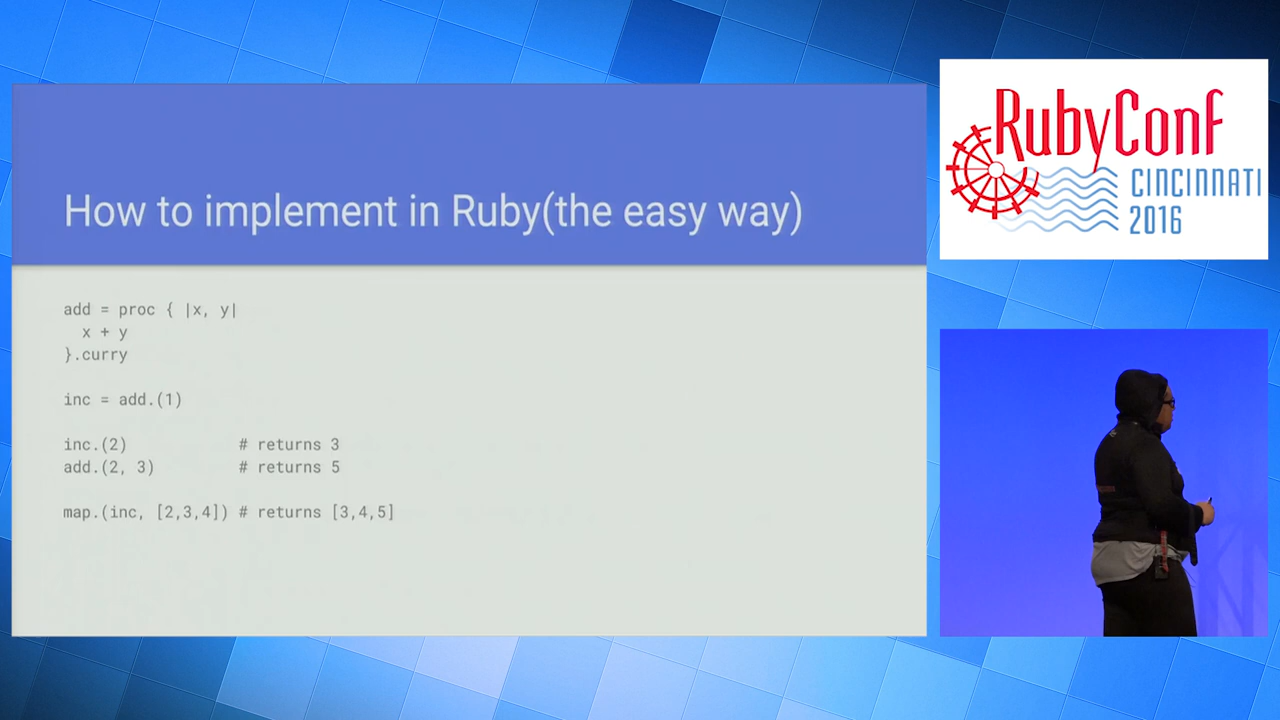 How to implement in Ruby(the easy way)
add = proc { |x, y|
  x + y
}.curry
inc = add.(1)
inc.(2)            # returns 3
add.(2, 3)         # returns 5
map.(inc, [2,3,4]) # returns [3,4,5]
RubyConf
CINCINNATI
2016